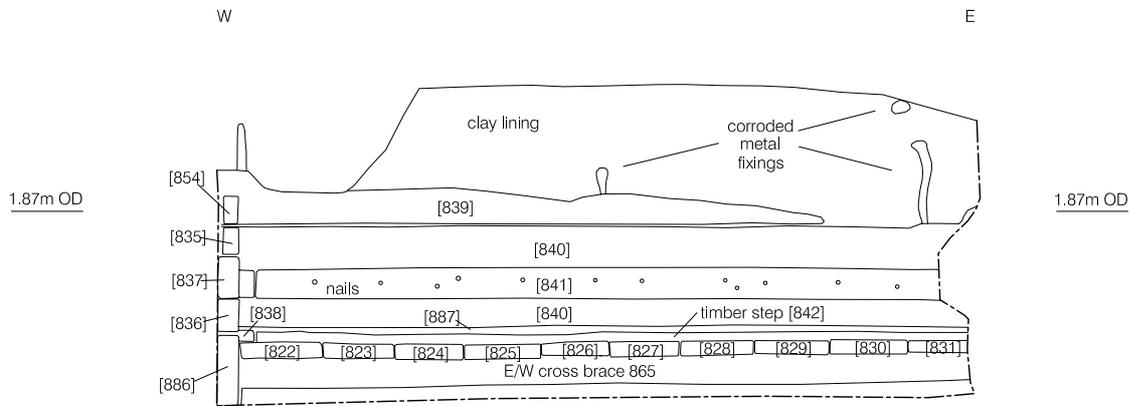 W
E
clay lining
corroded
metal
fixings
[854]
1.87m OD
1.87m OD
[839]
[835]
[840]
[837]
nails
[841]
[836]
[838]
[887]
[840]
timber step [842]
[822]
[823]
[824]
[825]
[826]
[827]
[828]
[829]
[830]
[831]
E/W cross brace 865
[886]